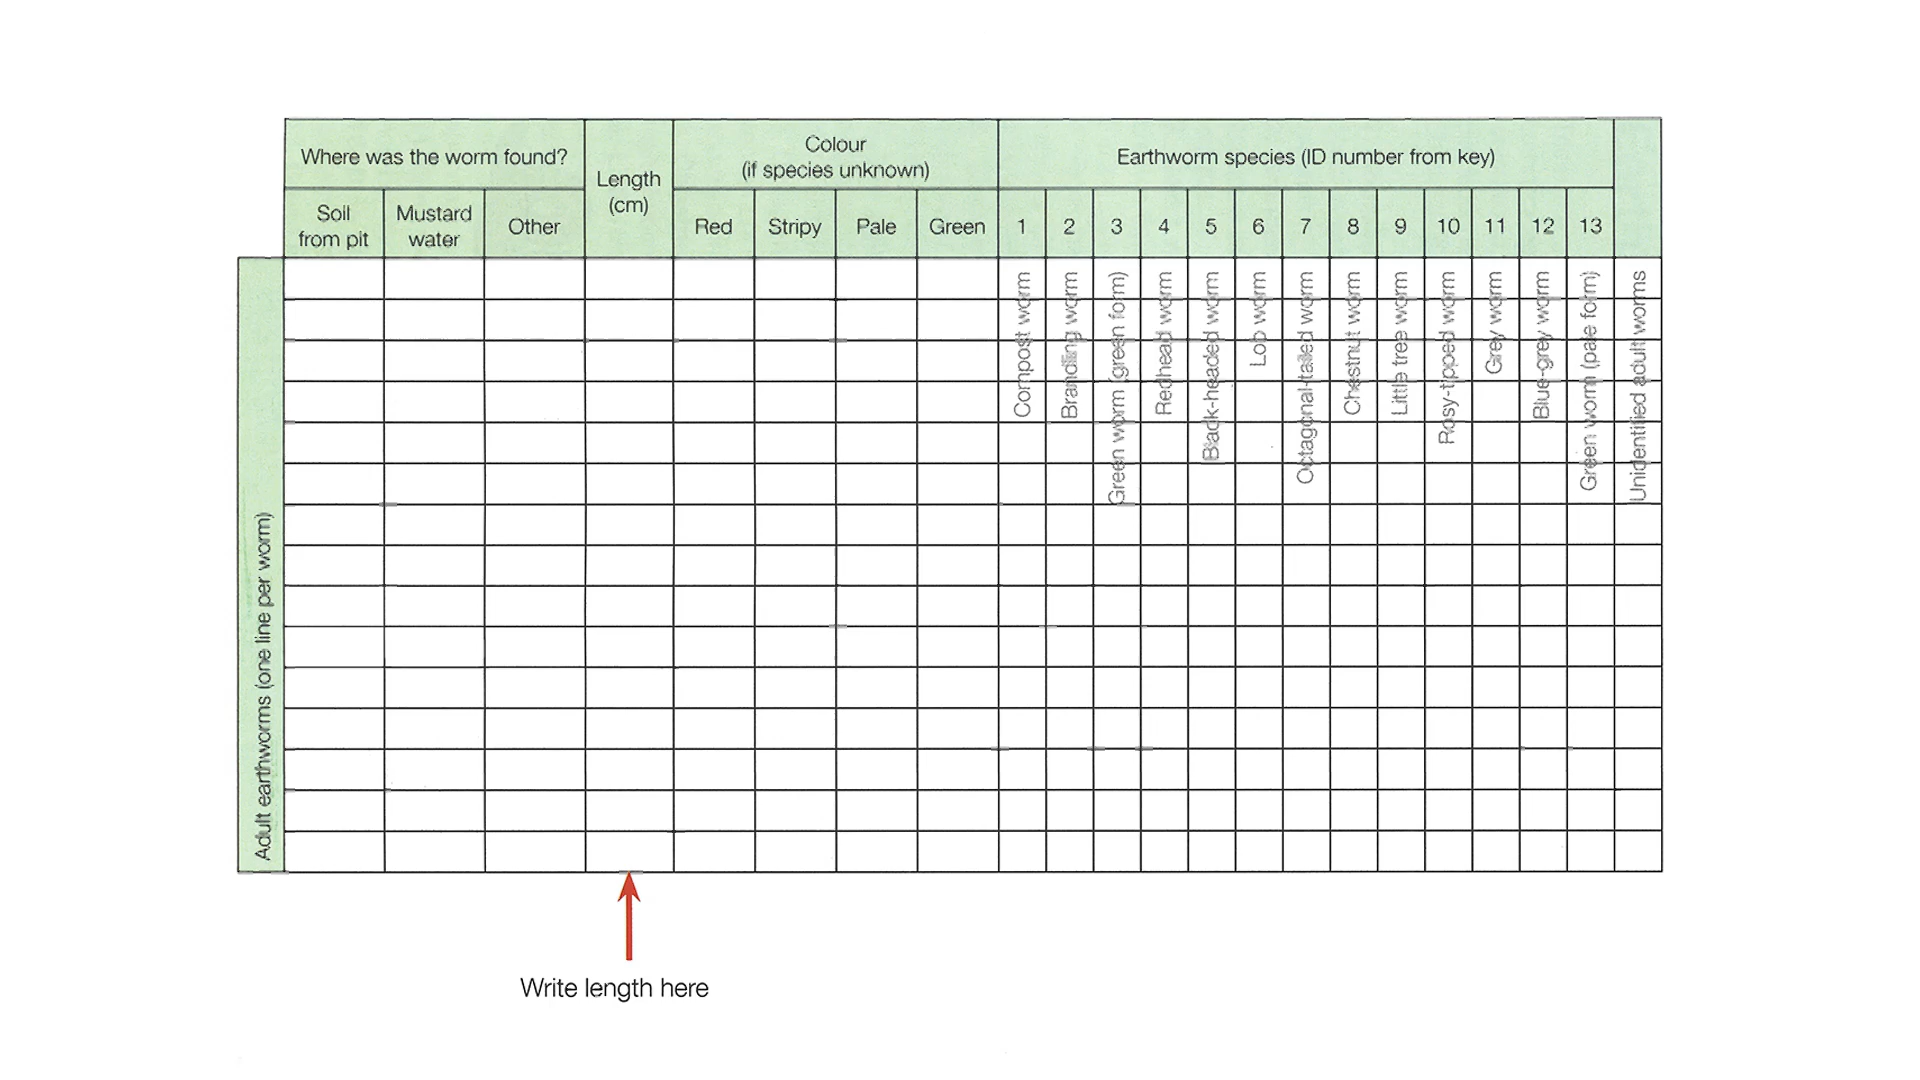 Where was the worm found?
Length
(cm)
Colour
(if species unknown)
Earthworm species (ID number from key)
Soil
from pit
Mustard
water
Other
Red
Stripy
Pale
Green
1
2
3
4
5
6
7
8
9
10
11
12
13
Adult earthworms (one line per worm)
Compost worm
Brandling worm
Green worm (green form)
Redhead worm
Black-headed worm
Lob worm
Octagonal-tailed worm
Chestnut worm
Little tree worm
Rosy-tipped worm
Grey worm
Blue-grey worm
Green worm (pale form)
Unidentified adult worms
Write length here